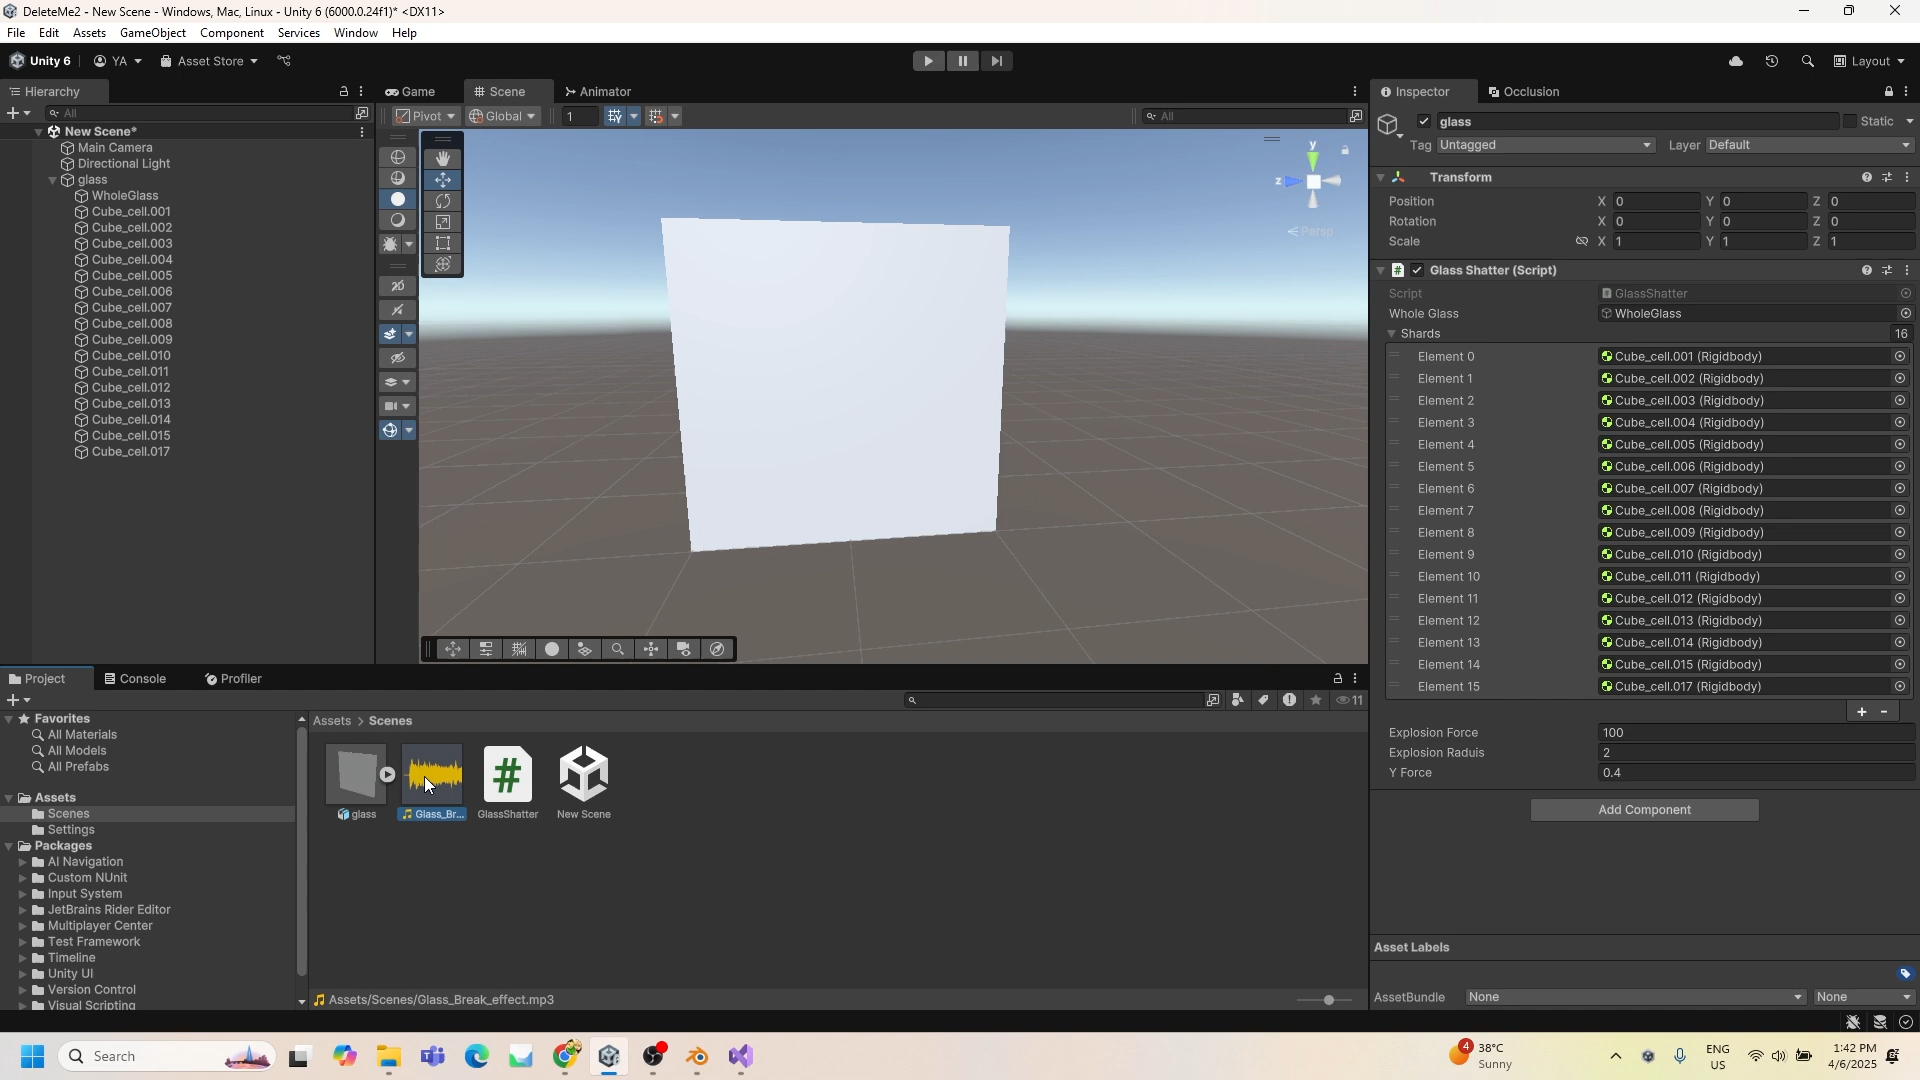 DeleteMe2 - New Scene - Windows, Mac, Linux - Unity 6 (6000.0.24f1)* <DX11>
File Edit Assets GameObject Component Services Window Help
Unity 6 YA Asset Store Layout
Hierarchy Game Scene Animator Inspector Occlusion
All Pivot Global 1 All glass Static
New Scene*
Tag Untagged Layer Default
Main Camera
Directional Light
glass
WholeGlass
Cube_cell.001
Cube_cell.002
Cube_cell.003
Cube_cell.004
Cube_cell.005
Cube_cell.006
Cube_cell.007
Cube_cell.008
Cube_cell.009
Cube_cell.010
Cube_cell.011
Cube_cell.012
Cube_cell.013
Cube_cell.014
Cube_cell.015
Cube_cell.017
y
z
Persp
Transform
Position X 0 Y 0 Z 0
Rotation X 0 Y 0 Z 0
Scale X 1 Y 1 Z 1
# Glass Shatter (Script)
Script GlassShatter
Whole Glass WholeGlass
Shards 16
Element 0 Cube_cell.001 (Rigidbody)
Element 1 Cube_cell.002 (Rigidbody)
Element 2 Cube_cell.003 (Rigidbody)
Element 3 Cube_cell.004 (Rigidbody)
Element 4 Cube_cell.005 (Rigidbody)
Element 5 Cube_cell.006 (Rigidbody)
Element 6 Cube_cell.007 (Rigidbody)
Element 7 Cube_cell.008 (Rigidbody)
Element 8 Cube_cell.009 (Rigidbody)
Element 9 Cube_cell.010 (Rigidbody)
Element 10 Cube_cell.011 (Rigidbody)
Element 11 Cube_cell.012 (Rigidbody)
Element 12 Cube_cell.013 (Rigidbody)
Element 13 Cube_cell.014 (Rigidbody)
Element 14 Cube_cell.015 (Rigidbody)
Element 15 Cube_cell.017 (Rigidbody)
+ -
Explosion Force 100
Explosion Raduis 2
Y Force 0.4
Add Component
Asset Labels
AssetBundle None None
Project Console Profiler
11
Favorites
All Materials
All Models
All Prefabs
Assets
Scenes
Settings
Packages
AI Navigation
Custom NUnit
Input System
JetBrains Rider Editor
Multiplayer Center
Test Framework
Timeline
Unity UI
Version Control
Visual Scripting
Assets > Scenes
#
glass Glass_Br... GlassShatter New Scene
Assets/Scenes/Glass_Break_effect.mp3
Search
4 38°C
Sunny
ENG
US
1:42 PM
4/6/2025